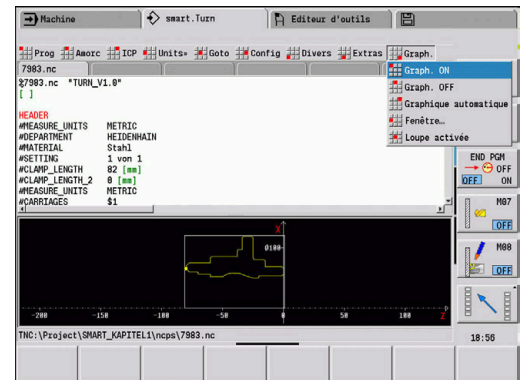 Machine smart.Turn Editeur d'outils
Prog Amorc ICP Units» Goto Config Divers Extras Graph.
7983.nc
%7983.nc "TURN_V1.0"
[ ]
HEADER
#MEASURE_UNITS METRIC
#DEPARTMENT HEIDENHAIN
#MATERIAL Stahl
#SETTING 1 von 1
#CLAMP_LENGTH 82 [mm]
#CLAMP_LENGTH_2 0 [mm]
#MEASURE_UNITS METRIC
#CARRIAGES $1
Graph. ON
Graph. OFF
Graphique automatique
Fenêtre…
Loupe activée
END PGM
OFF
OFF ON
M07
OFF
M08
OFF
X
Ø100
-200 -150 -100 -50 0 50 100 Z
TNC:\Project\SMART_KAPITEL1\ncps\7983.nc
18:56